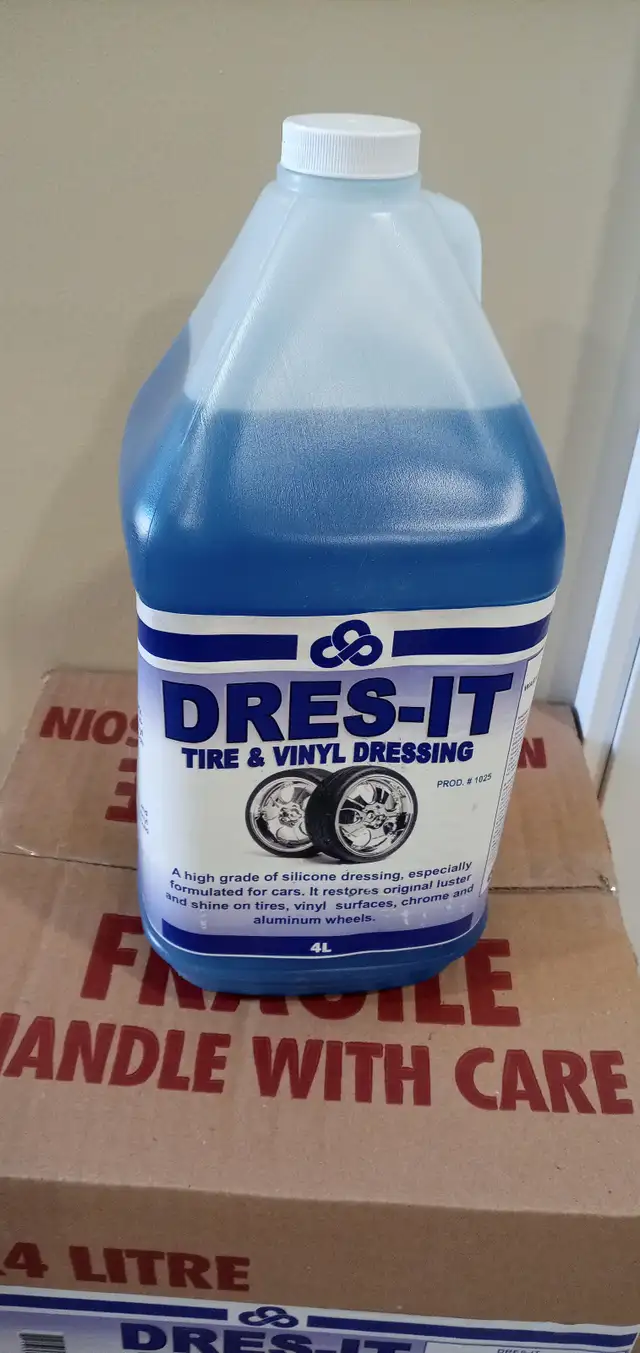 DRES-IT
TIRE & VINYL DRESSING
PROD. # 1025
A high grade of silicone dressing, especially
formulated for cars. It restores original luster
and shine on tires, vinyl surfaces, chrome and
aluminum wheels.
4L
FRAGILE
HANDLE WITH CARE
4 LITRE
DRES-IT
DRES-IT